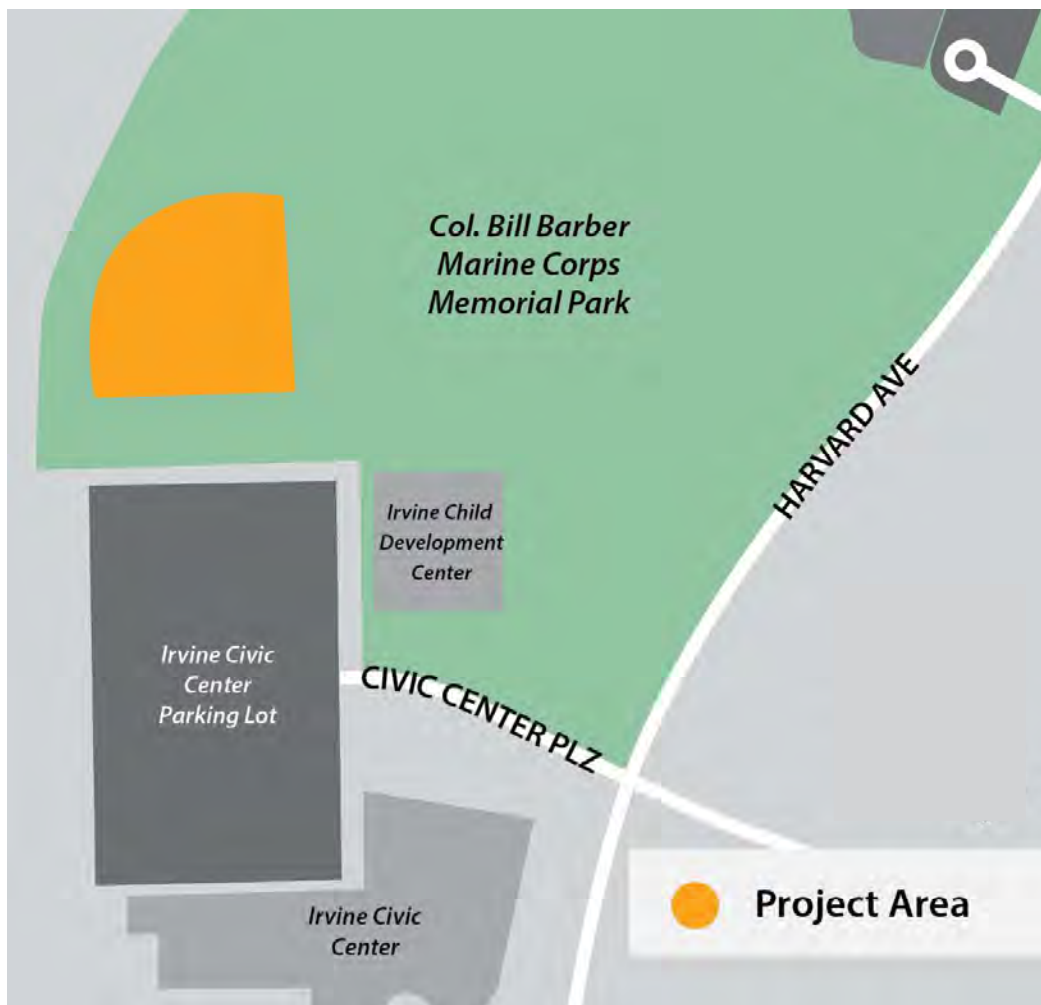 Col. Bill Barber
Marine Corps
Memorial Park
HARVARD AVE
Irvine Child
Development
Center
Irvine Civic
Center
Parking Lot
CIVIC CENTER PLZ
Project Area
Irvine Civic
Center